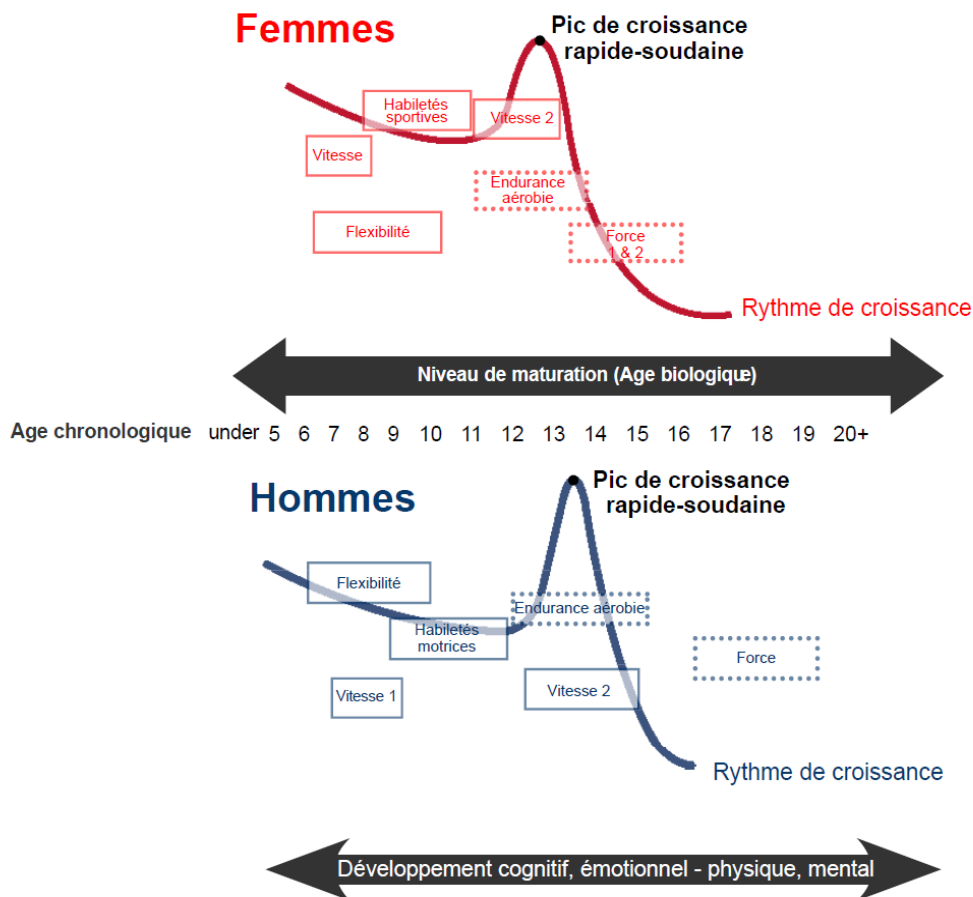 Femmes
Pic de croissance
rapide-soudaine
Habiletés
sportives
Vitesse 2
Vitesse
Endurance
aérobie
Flexibilité
Force
1 & 2
Rythme de croissance
Niveau de maturation (Age biologique)
Age chronologique under 5 6 7 8 9 10 11 12 13 14 15 16 17 18 19 20+
Hommes
Pic de croissance
rapide-soudaine
Flexibilité
Endurance aérobie
Habiletés
motrices
Force
Vitesse 1
Vitesse 2
Rythme de croissance
Développement cognitif, émotionnel - physique, mental